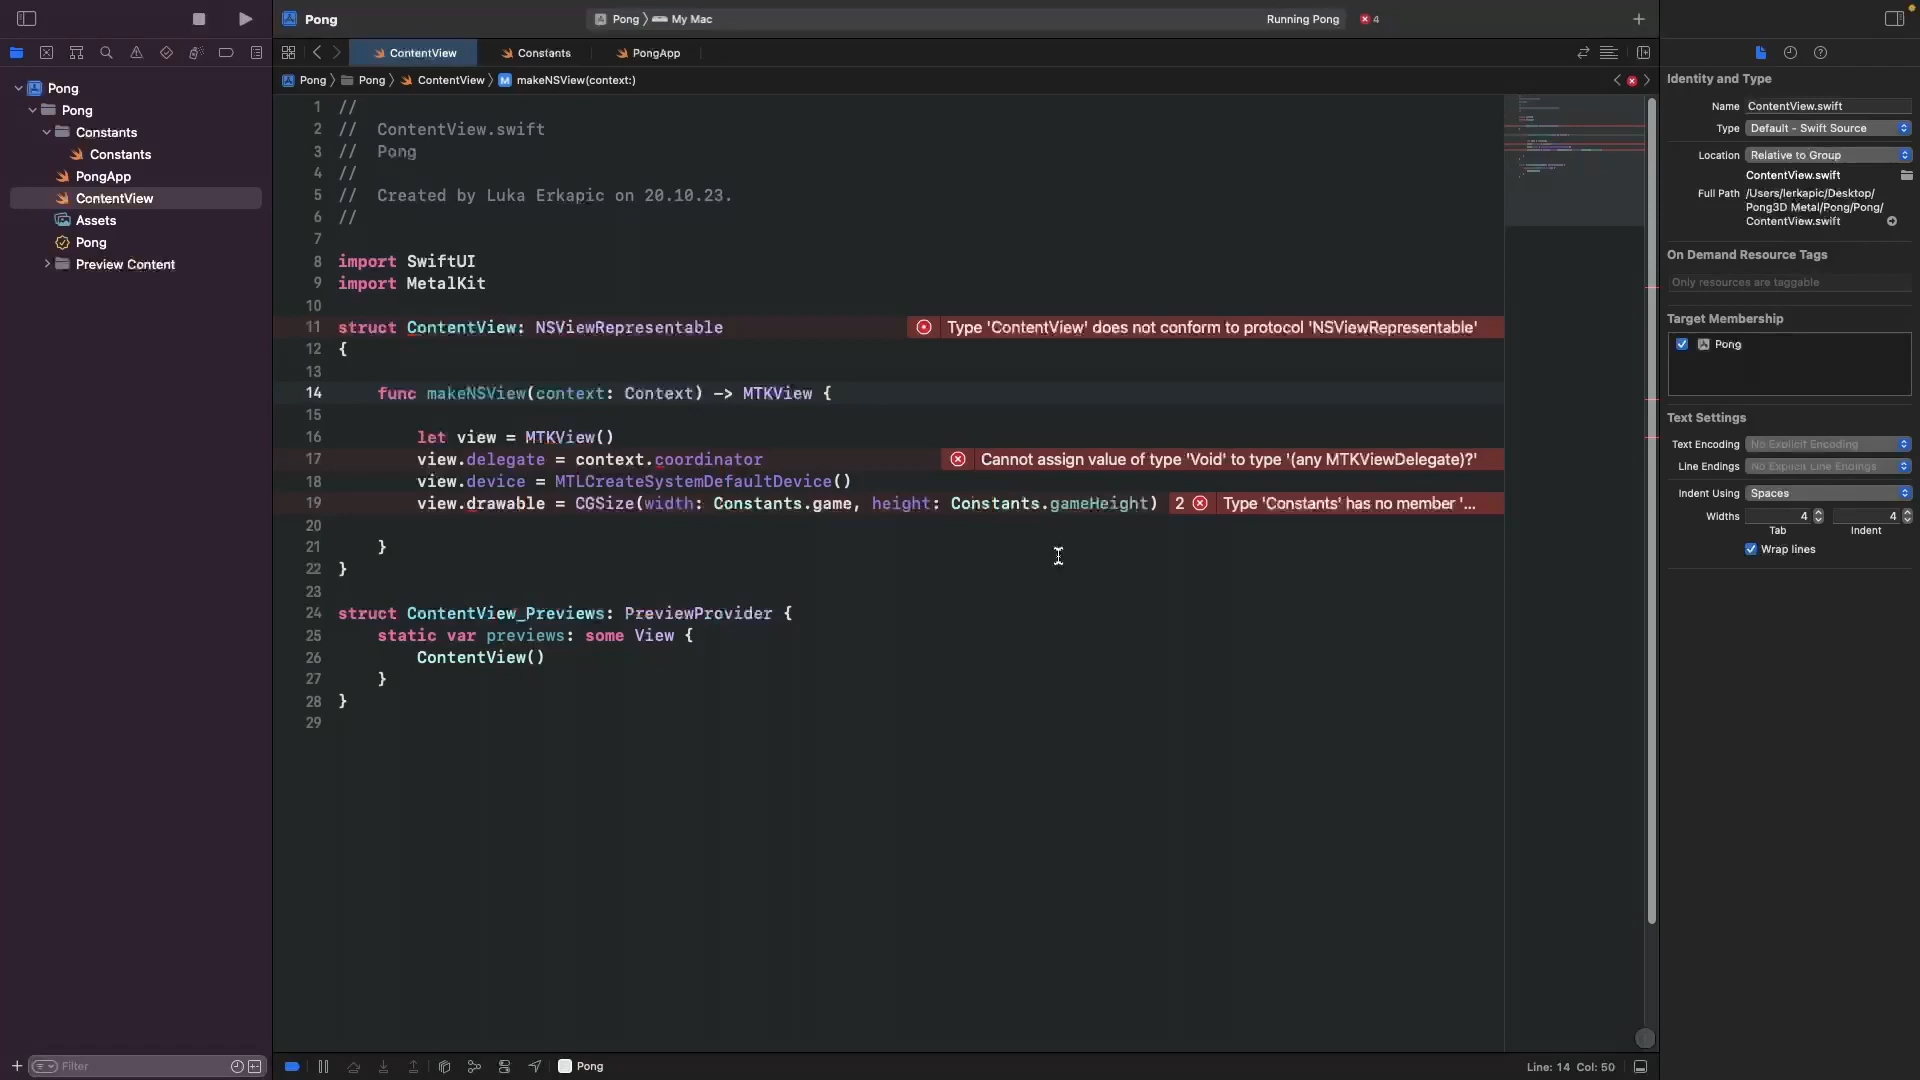 Pong
Pong
My Mac
Running Pong
4
ContentView
Constants
PongApp
Pong
Pong
ContentView
M
makeNSView(context:)
Pong
Pong
Constants
Constants
PongApp
ContentView
Assets
Pong
Preview Content
1 //
2 // ContentView.swift
3 // Pong
4 //
5 // Created by Luka Erkapic on 20.10.23.
6 //
7
8 import SwiftUI
9 import MetalKit
10
11 struct ContentView: NSViewRepresentable
Type 'ContentView' does not conform to protocol 'NSViewRepresentable'
12 {
13
14 func makeNSView(context: Context) -> MTKView {
15
16 let view = MTKView()
17 view.delegate = context.coordinator
Cannot assign value of type 'Void' to type '(any MTKViewDelegate)?'
18 view.device = MTLCreateSystemDefaultDevice()
19 view.drawable = CGSize(width: Constants.game, height: Constants.gameHeight)
2 Type 'Constants' has no member '...
20
21 }
22 }
23
24 struct ContentView_Previews: PreviewProvider {
25 static var previews: some View {
26 ContentView()
27 }
28 }
29
Identity and Type
Name ContentView.swift
Type Default - Swift Source
Location Relative to Group
ContentView.swift
Full Path /Users/lerkapic/Desktop/
Pong3D Metal/Pong/Pong/
ContentView.swift
On Demand Resource Tags
Only resources are taggable
Target Membership
Pong
Text Settings
Text Encoding No Explicit Encoding
Line Endings No Explicit Line Endings
Indent Using Spaces
Widths 4 4
Tab Indent
Wrap lines
Filter
Pong
Line: 14 Col: 50